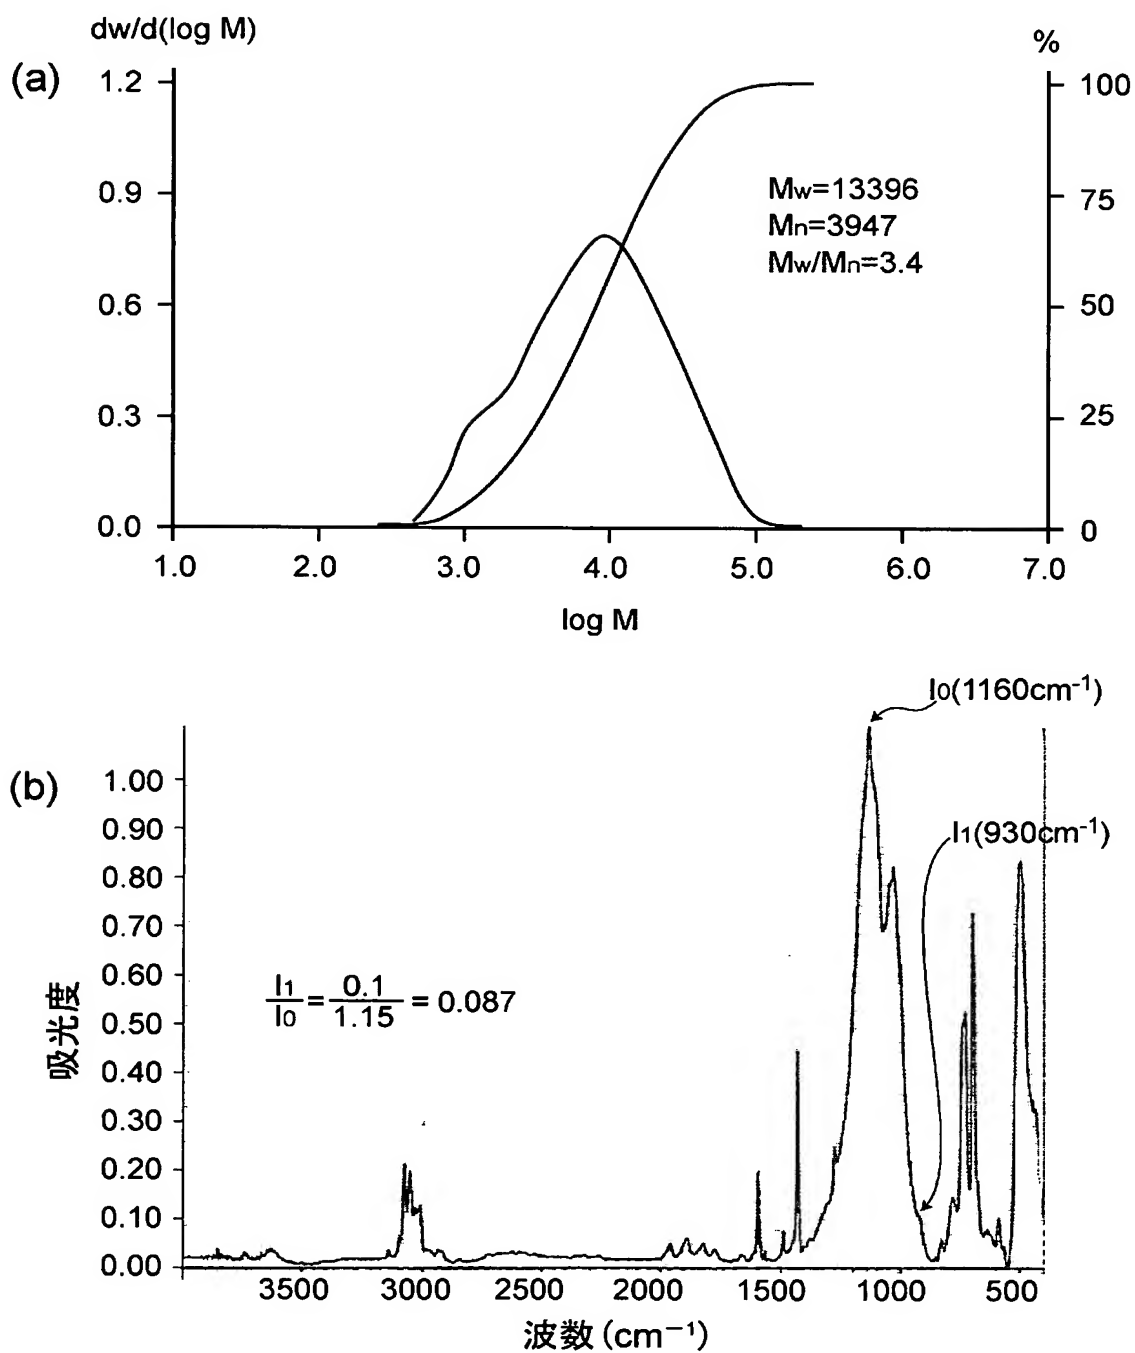 dw/d(log M)
%
(a)
1.2
0.9
0.6
0.3
0.0
100
75
50
25
0
Mw=13396
Mn=3947
Mw/Mn=3.4
1.0 2.0 3.0 4.0 5.0 6.0 7.0
log M
(b)
I0(1160cm-1)
I1(930cm-1)
1.00
0.90
0.80
0.70
0.60
0.50
0.40
0.30
0.20
0.10
0.00
吸光度
I1/I0 = 0.1/1.15 = 0.087
3500 3000 2500 2000 1500 1000 500
波数(cm-1)